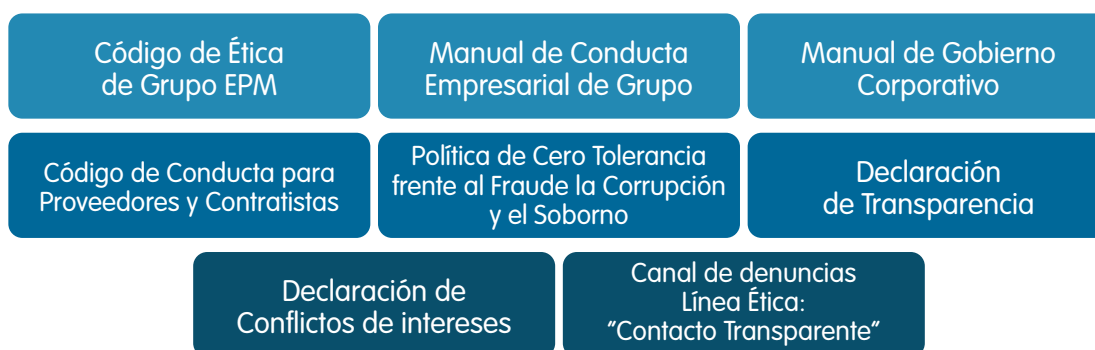 Código de Ética
de Grupo EPM
Manual de Conducta
Empresarial de Grupo
Manual de Gobierno
Corporativo
Código de Conducta para
Proveedores y Contratistas
Política de Cero Tolerancia
frente al Fraude la Corrupción
y el Soborno
Declaración
de Transparencia
Declaración de
Conflictos de intereses
Canal de denuncias
Línea Ética:
"Contacto Transparente"